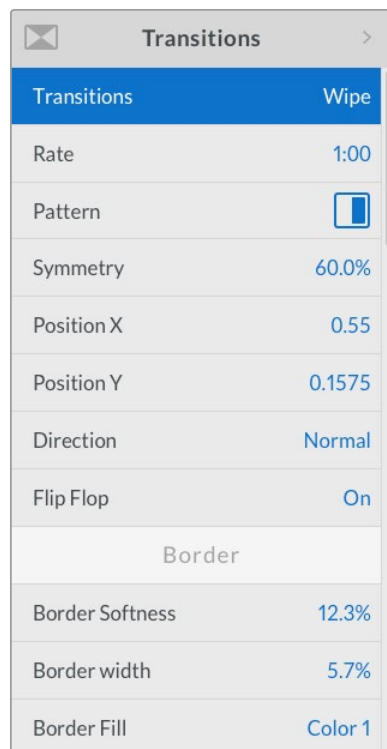 Transitions
Transitions Wipe
Rate 1:00
Pattern
Symmetry 60.0%
Position X 0.55
Position Y 0.1575
Direction Normal
Flip Flop On
Border
Border Softness 12.3%
Border width 5.7%
Border Fill Color 1